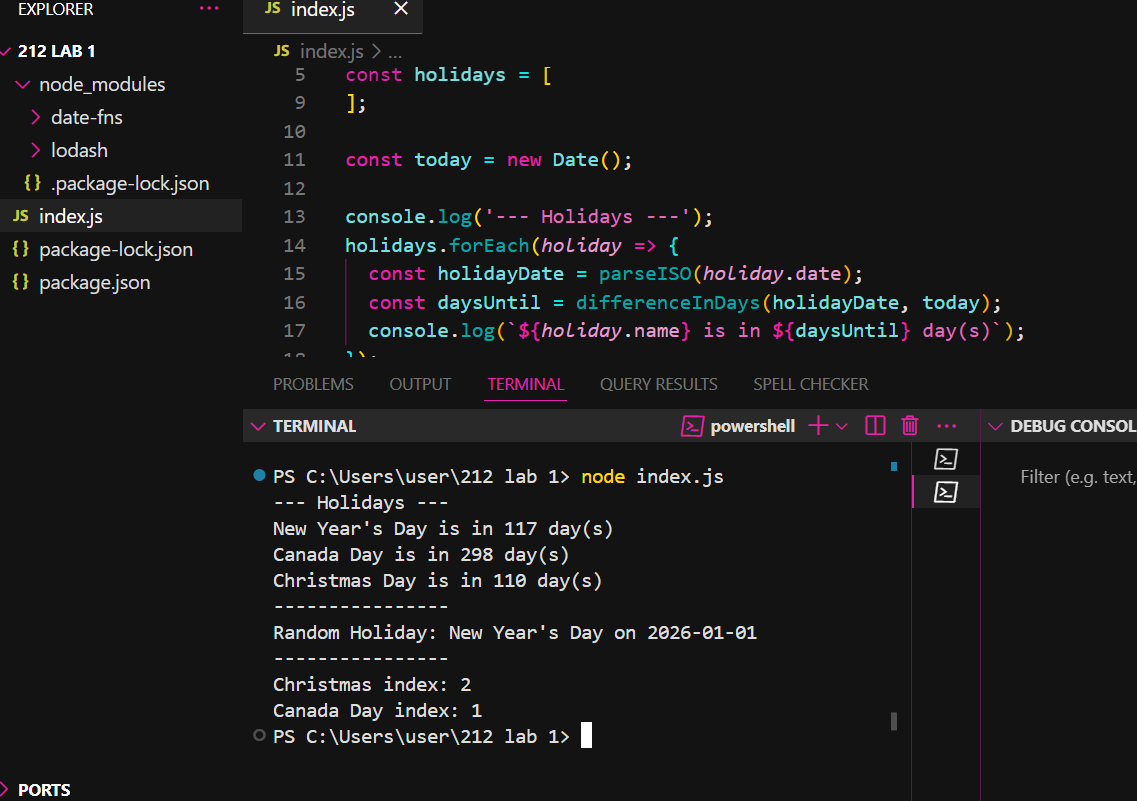 EXPLORER
212 LAB 1
node_modules
date-fns
lodash
{} .package-lock.json
JS index.js
{} package-lock.json
{} package.json
PORTS
JS index.js
JS index.js > ...
5 const holidays = [
9 ];
10
11 const today = new Date();
12
13 console.log('--- Holidays ---');
14 holidays.forEach(holiday => {
15 const holidayDate = parseISO(holiday.date);
16 const daysUntil = differenceInDays(holidayDate, today);
17 console.log(`${holiday.name} is in ${daysUntil} day(s)`);
18 });
PROBLEMS OUTPUT TERMINAL QUERY RESULTS SPELL CHECKER
TERMINAL powershell
PS C:\Users\user\212 lab 1> node index.js
--- Holidays ---
New Year's Day is in 117 day(s)
Canada Day is in 298 day(s)
Christmas Day is in 110 day(s)
----------------
Random Holiday: New Year's Day on 2026-01-01
----------------
Christmas index: 2
Canada Day index: 1
PS C:\Users\user\212 lab 1>
DEBUG CONSOL
Filter (e.g. text,